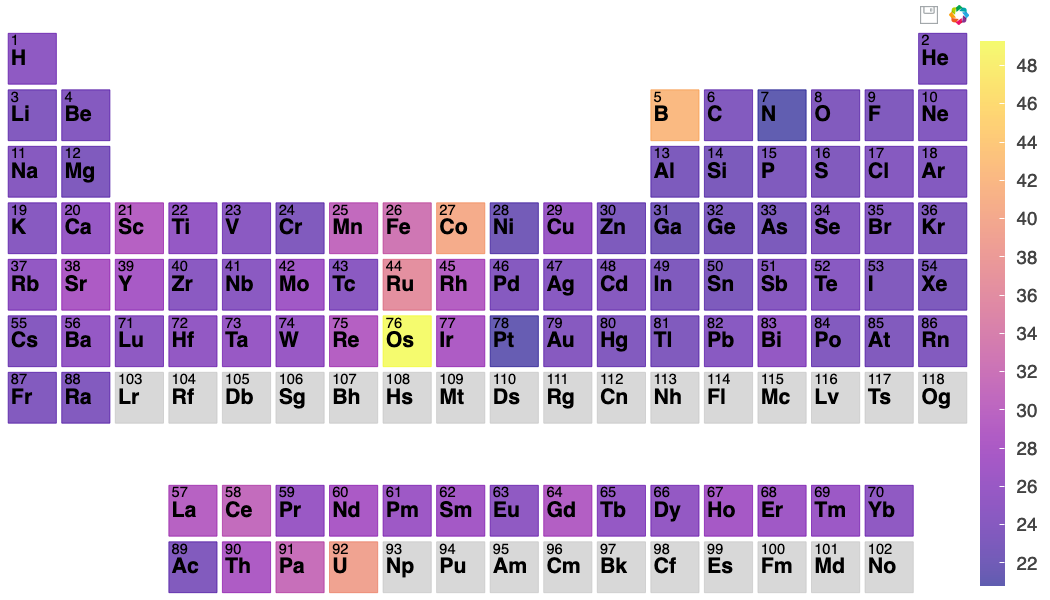 1 2
H He
3 4 5 6 7 8 9 10
Li Be B C N O F Ne
11 12 13 14 15 16 17 18
Na Mg Al Si P S Cl Ar
19 20 21 22 23 24 25 26 27 28 29 30 31 32 33 34 35 36
K Ca Sc Ti V Cr Mn Fe Co Ni Cu Zn Ga Ge As Se Br Kr
37 38 39 40 41 42 43 44 45 46 47 48 49 50 51 52 53 54
Rb Sr Y Zr Nb Mo Tc Ru Rh Pd Ag Cd In Sn Sb Te I Xe
55 56 71 72 73 74 75 76 77 78 79 80 81 82 83 84 85 86
Cs Ba Lu Hf Ta W Re Os Ir Pt Au Hg Tl Pb Bi Po At Rn
87 88 103 104 105 106 107 108 109 110 111 112 113 114 115 116 117 118
Fr Ra Lr Rf Db Sg Bh Hs Mt Ds Rg Cn Nh Fl Mc Lv Ts Og
57 58 59 60 61 62 63 64 65 66 67 68 69 70
La Ce Pr Nd Pm Sm Eu Gd Tb Dy Ho Er Tm Yb
89 90 91 92 93 94 95 96 97 98 99 100 101 102
Ac Th Pa U Np Pu Am Cm Bk Cf Es Fm Md No
48
46
44
42
40
38
36
34
32
30
28
26
24
22